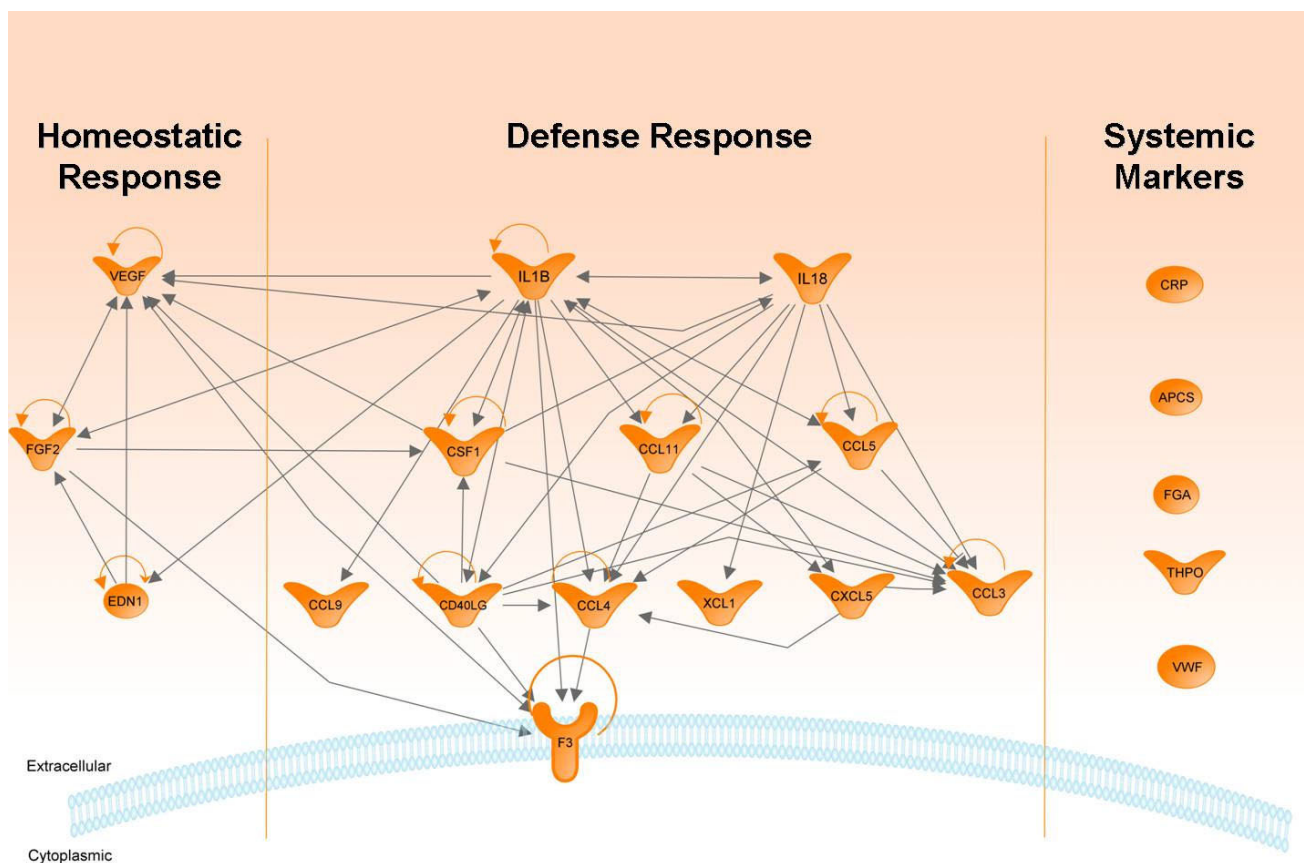 Homeostatic
Response
Defense Response
Systemic
Markers
VEGF
IL1B
IL18
CRP
APCS
FGF2
CSF1
CCL11
CCL5
FGA
EDN1
CCL9
CD40LG
CCL4
XCL1
CXCL5
CCL3
THPO
VWF
F3
Extracellular
Cytoplasmic